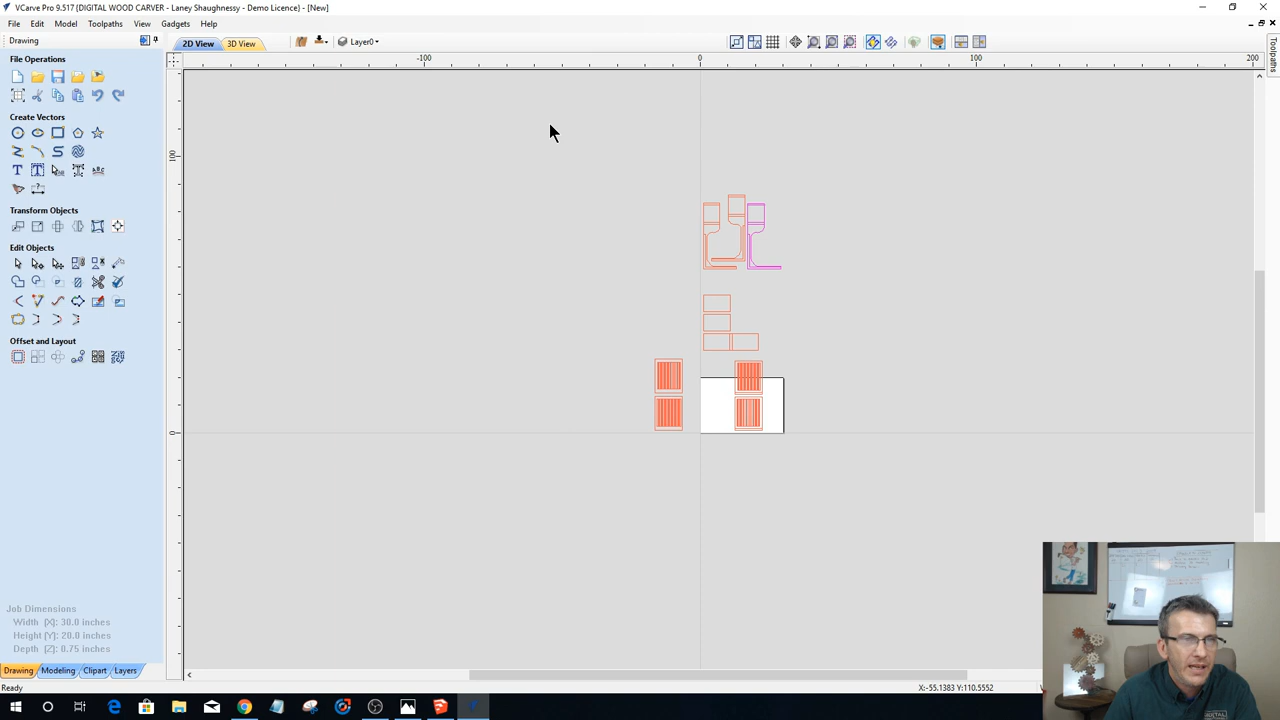 VCarve Pro 9.517 {DIGITAL WOOD CARVER - Laney Shaughnessy - Demo Licence} - [New]
File Edit Model Toolpaths View Gadgets Help
Drawing
2D View
3D View
Layer0
Toolpaths
-100 0 100 200
100
0
File Operations
Create Vectors
Transform Objects
Edit Objects
Offset and Layout
Job Dimensions
Width (X): 30.0 inches
Height (Y): 20.0 inches
Depth (Z): 0.75 inches
Drawing Modeling Clipart Layers
Ready
X:-55.1383 Y:110.5552